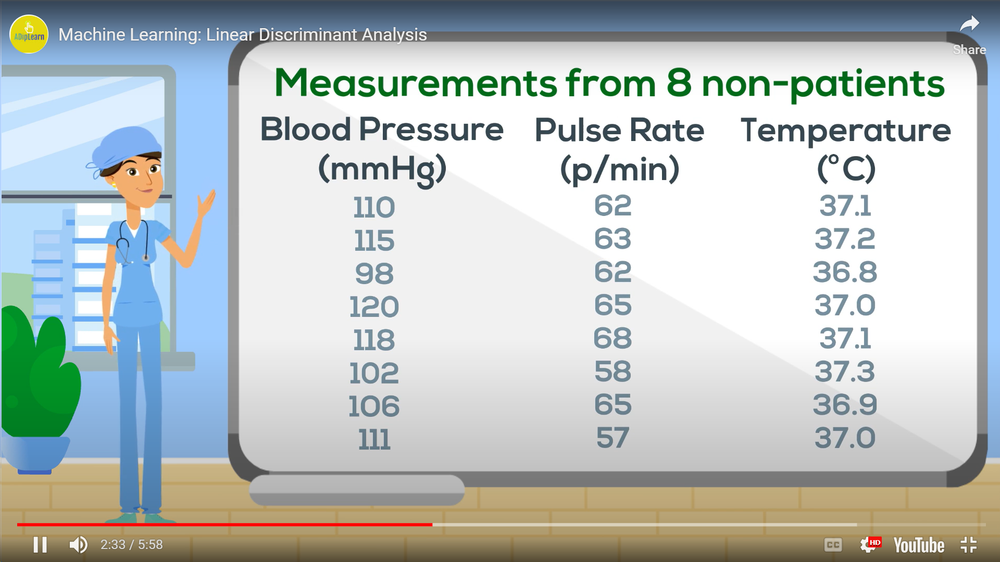 ADipLearn
Machine Learning: Linear Discriminant Analysis
Share
Measurements from 8 non-patients
Blood Pressure Pulse Rate Temperature
(mmHg) (p/min) (°C)
110 62 37.1
115 63 37.2
98 62 36.8
120 65 37.0
118 68 37.1
102 58 37.3
106 65 36.9
111 57 37.0
2:33 / 5:58
CC HD YouTube